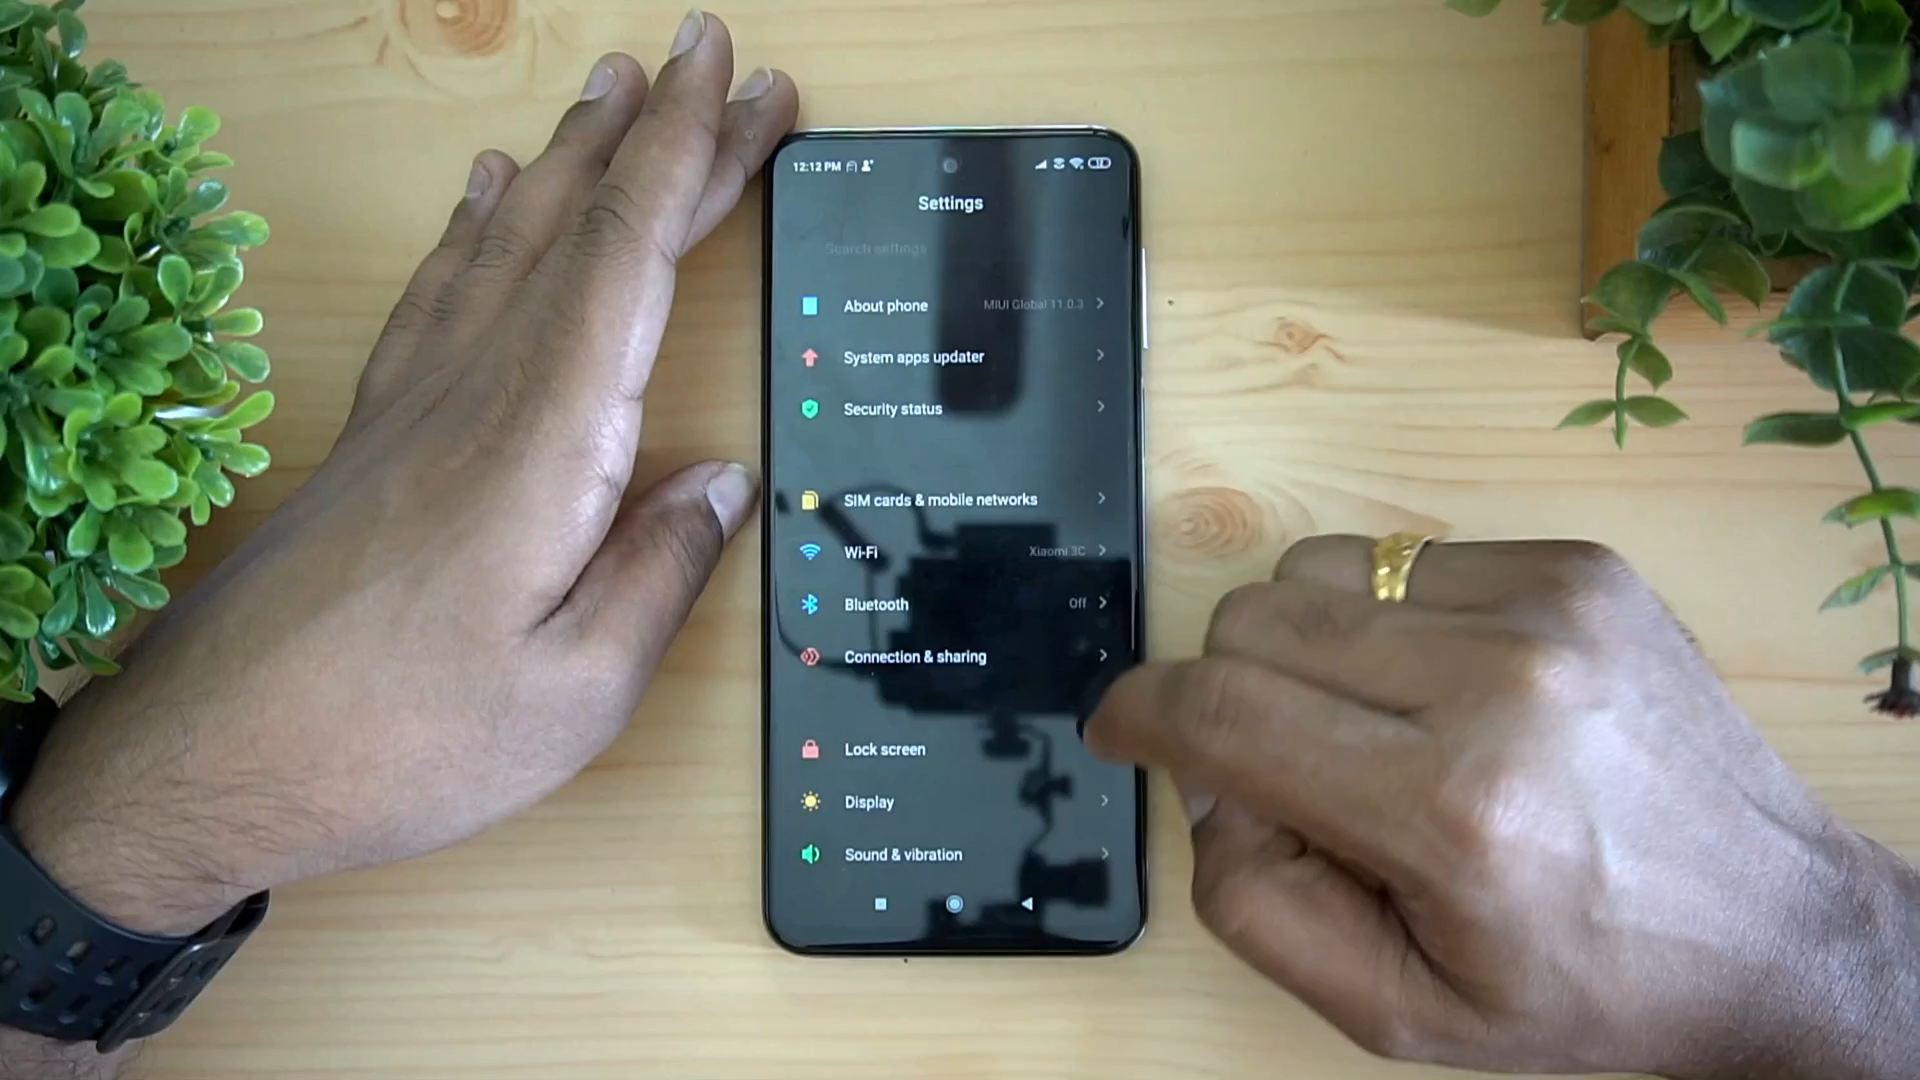 12:12 PM
Settings
Search settings
About phone MIUI Global 11.0.3
System apps updater
Security status
SIM cards & mobile networks
Wi-Fi Xiaomi 3C
Bluetooth Off
Connection & sharing
Lock screen
Display
Sound & vibration